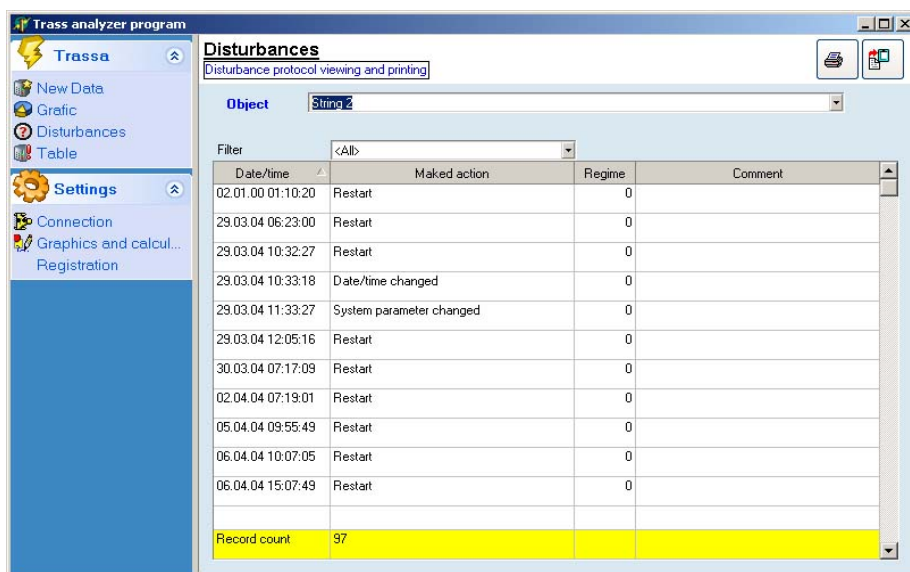 Trass analyzer program
Trassa
New Data
Grafic
Disturbances
Table
Settings
Connection
Graphics and calcul...
Registration
Disturbances
Disturbance protocol viewing and printing
Object String 2
Filter <All>
Date/time Maked action Regime Comment
02.01.00 01:10:20 Restart 0
29.03.04 06:23:00 Restart 0
29.03.04 10:32:27 Restart 0
29.03.04 10:33:18 Date/time changed 0
29.03.04 11:33:27 System parameter changed 0
29.03.04 12:05:16 Restart 0
30.03.04 07:17:09 Restart 0
02.04.04 07:19:01 Restart 0
05.04.04 09:55:49 Restart 0
06.04.04 10:07:05 Restart 0
06.04.04 15:07:49 Restart 0
Record count 97